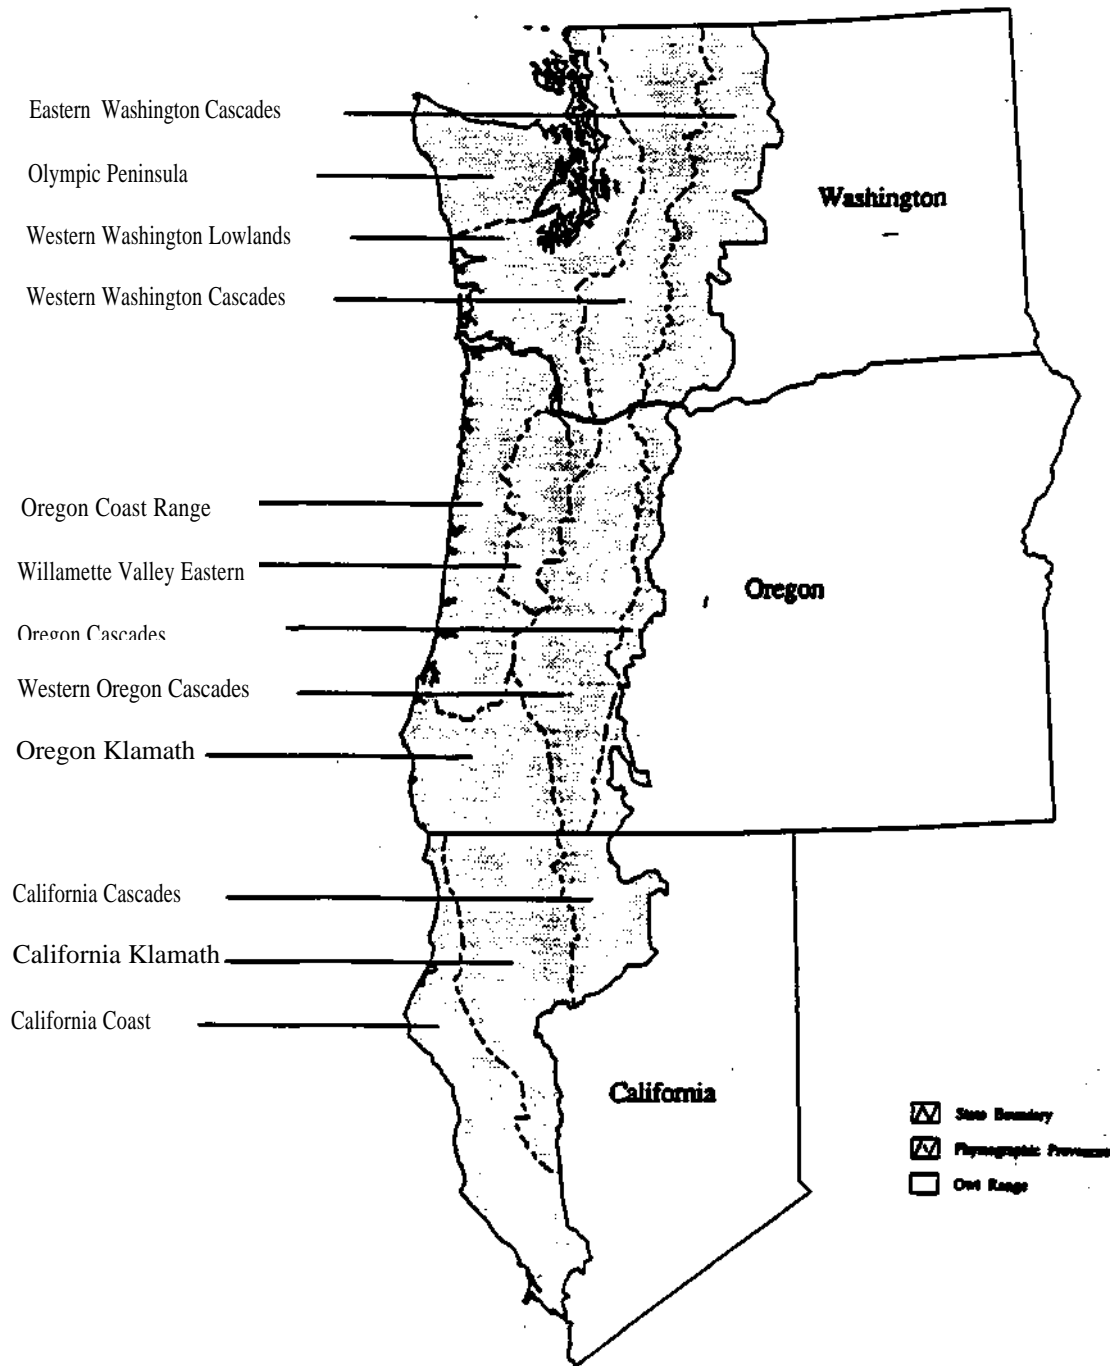 Eastern Washington Cascades
Olympic Peninsula
Washington
Western Washington Lowlands
Western Washington Cascades
Oregon Coast Range
Willamette Valley Eastern
Oregon
Oregon Cascades
Western Oregon Cascades
Oregon Klamath
California Cascades
California Klamath
California Coast
California
State Boundary
Owl Range